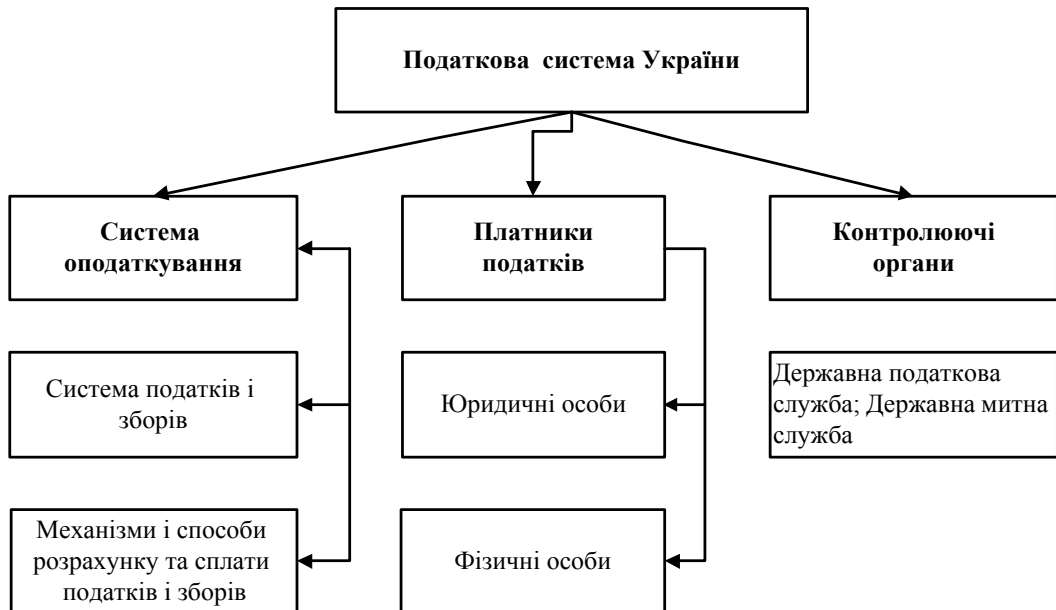 Податкова система України
Система
оподаткування
Платники
податків
Контролюючі
органи
Система податків і
зборів
Юридичні особи
Державна податкова
служба; Державна митна
служба
Механізми і способи
розрахунку та сплати
податків і зборів
Фізичні особи